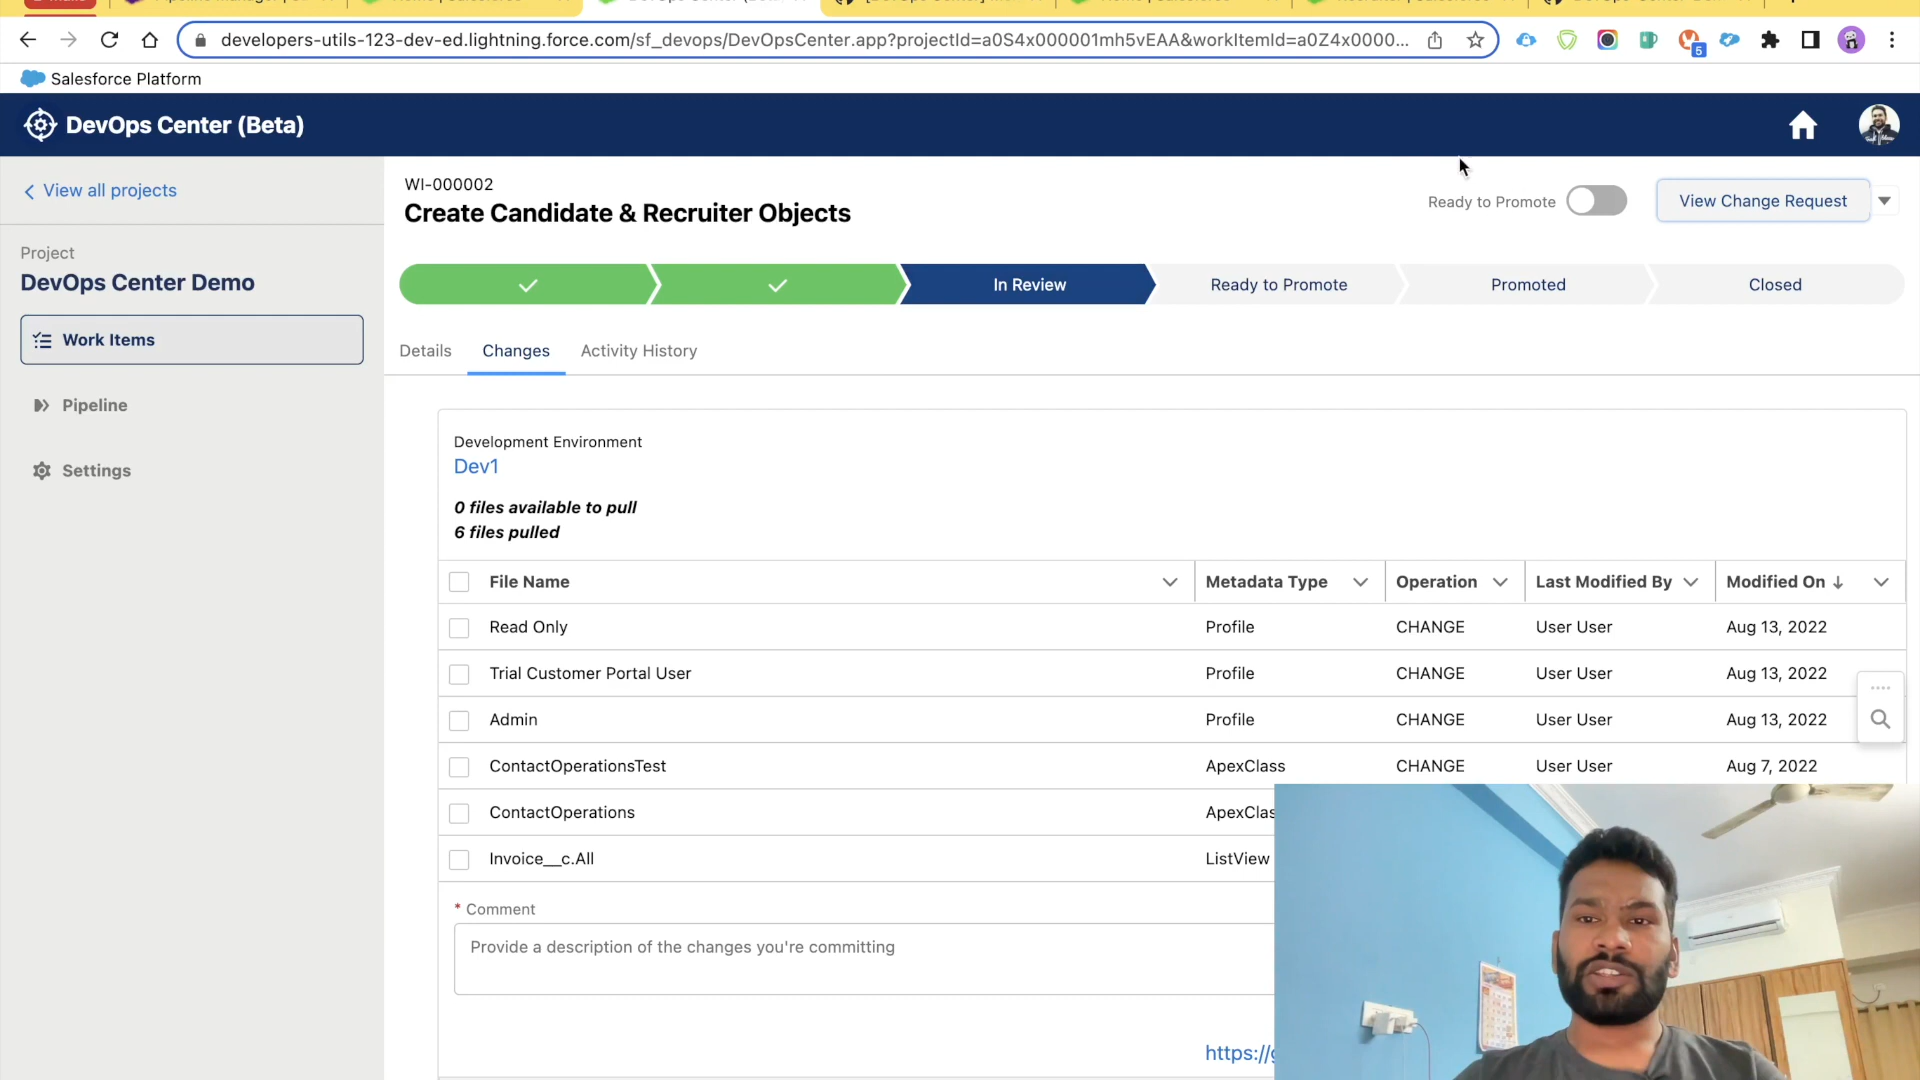 developers-utils-123-dev-ed.lightning.force.com/sf_devops/DevOpsCenter.app?projectId=a0S4x000001mh5vEAA&workItemId=a0Z4x0000...
5
Salesforce Platform
DevOps Center (Beta)
View all projects
WI-000002
Create Candidate & Recruiter Objects
Ready to Promote
View Change Request
Project
DevOps Center Demo
In Review
Ready to Promote
Promoted
Closed
Work Items
Details
Changes
Activity History
Pipeline
Settings
Development Environment
Dev1
0 files available to pull
6 files pulled
File Name Metadata Type Operation Last Modified By Modified On
Read Only Profile CHANGE User User Aug 13, 2022
Trial Customer Portal User Profile CHANGE User User Aug 13, 2022
Admin Profile CHANGE User User Aug 13, 2022
ContactOperationsTest ApexClass CHANGE User User Aug 7, 2022
ContactOperations ApexClas
Invoice__c.All ListView
* Comment
Provide a description of the changes you're committing
https://g